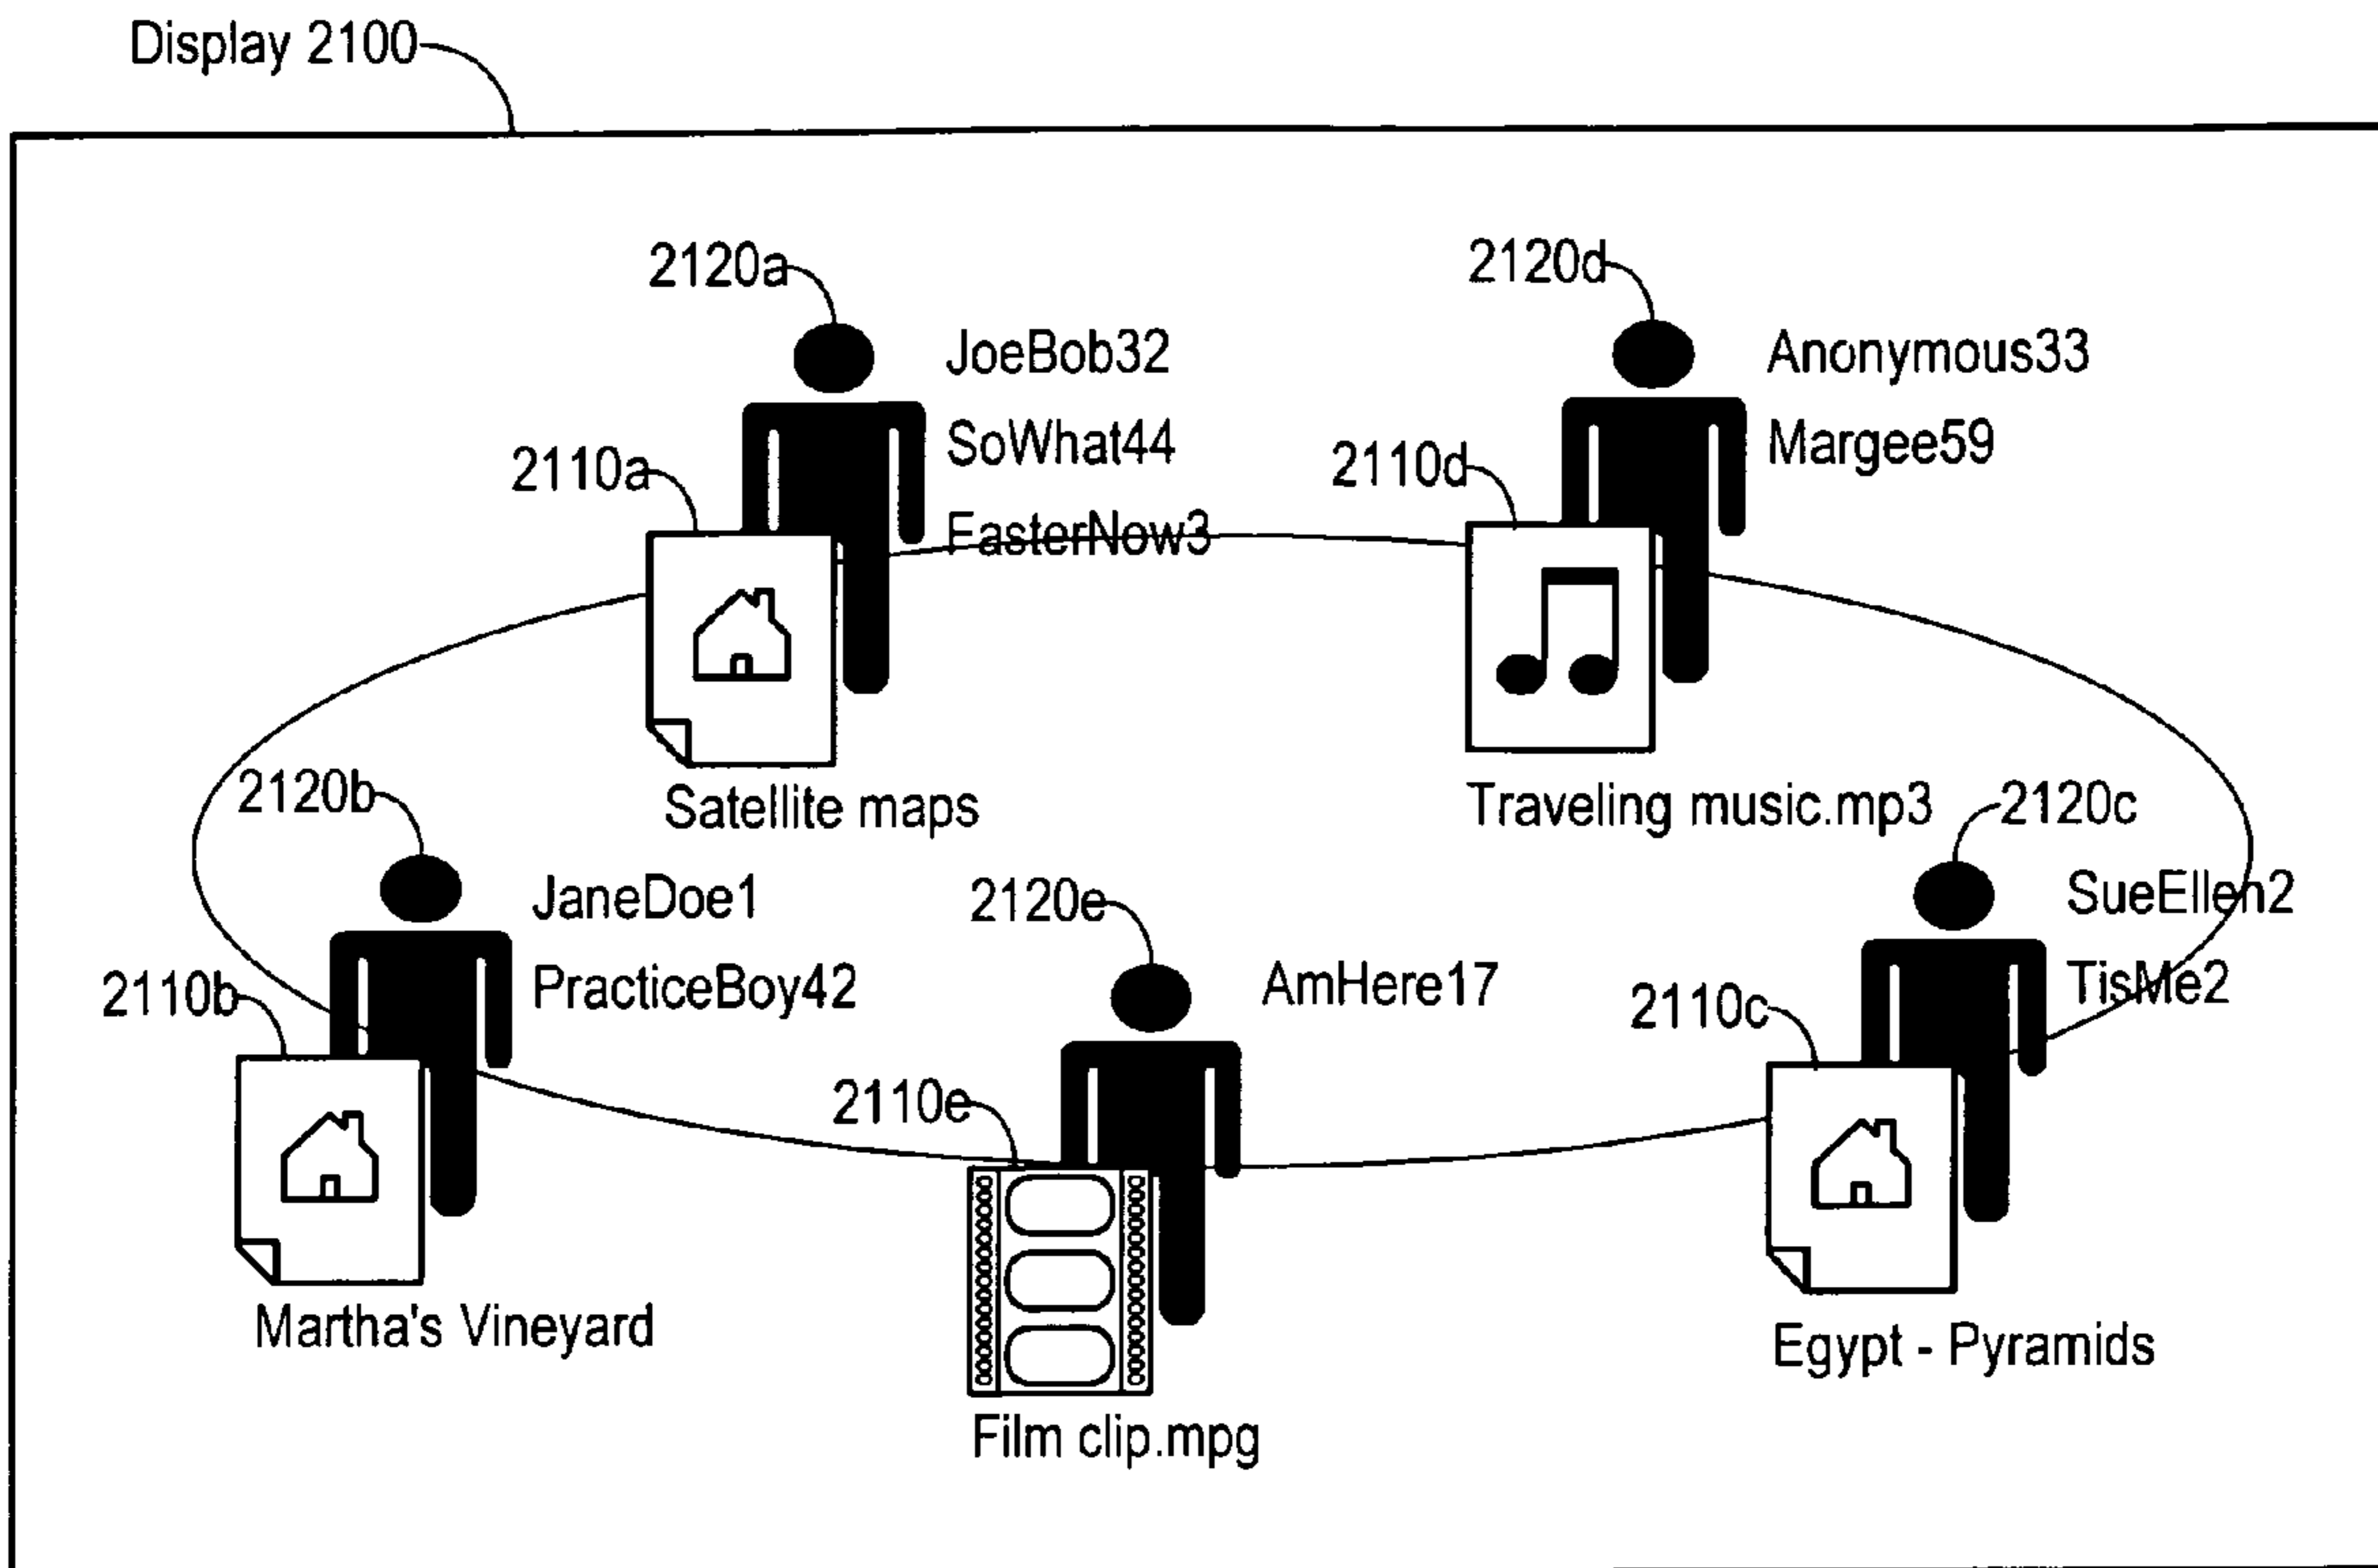 Display 2100
2120a
2120d
JoeBob32
Anonymous33
SoWhat44
Margee59
2110a
2110d
FasterNow3
Satellite maps
Traveling music.mp3
2120b
2120c
JaneDoe1
2120e
SueEllen2
PracticeBoy42
AmHere17
TisMe2
2110b
2110c
2110e
Martha's Vineyard
Egypt - Pyramids
Film clip.mpg